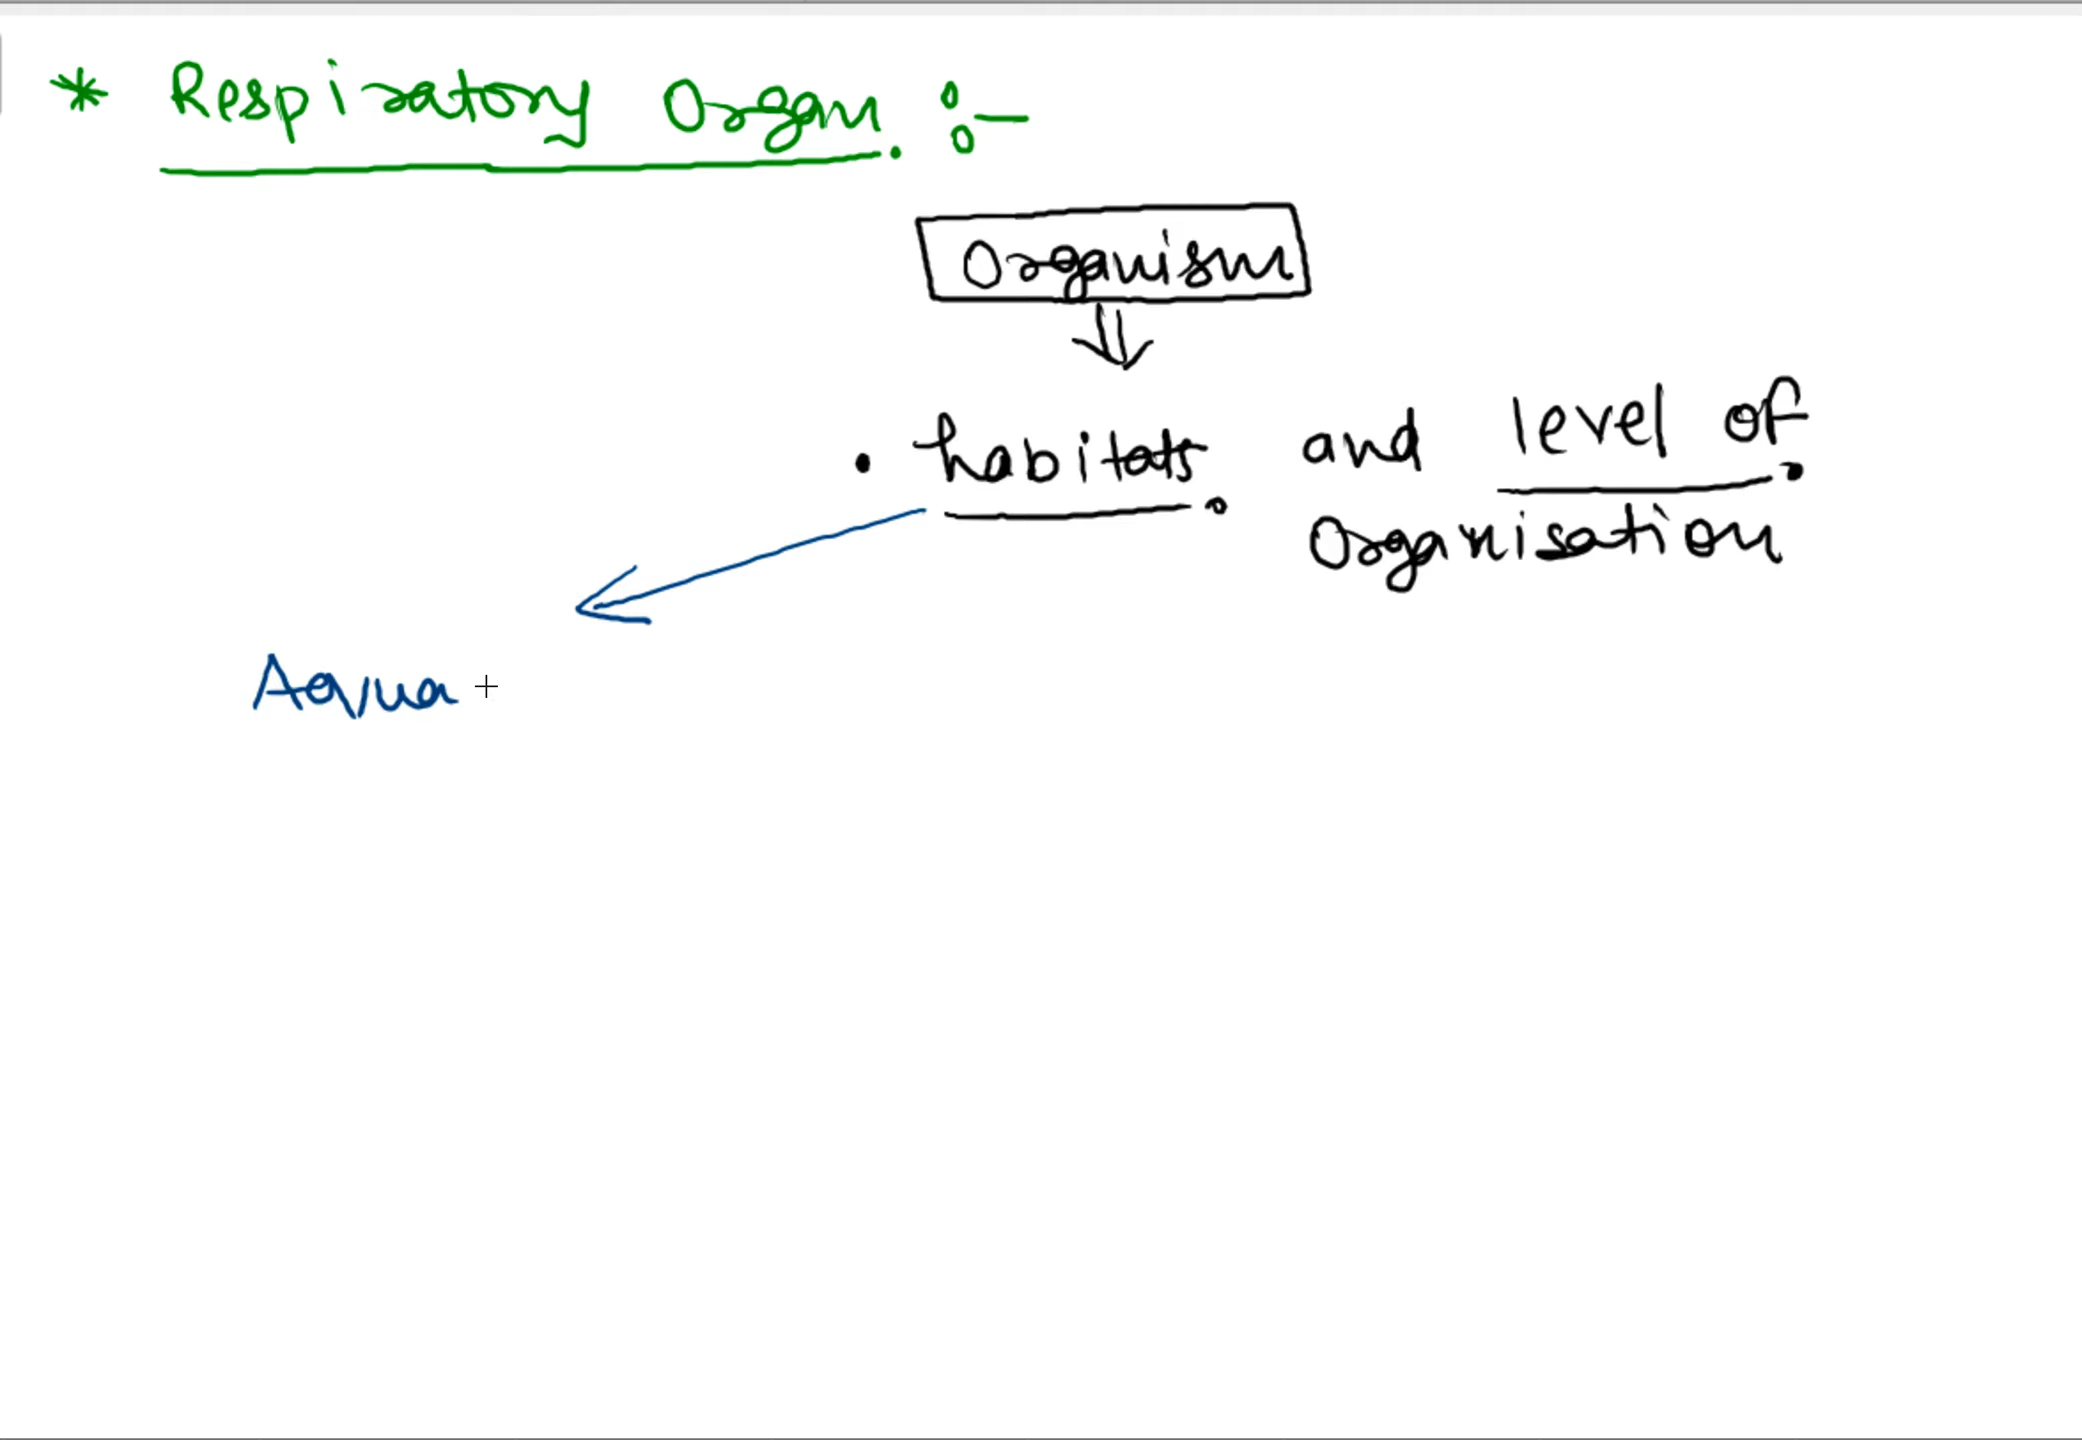 * Respiratory Organ. :-
Organism
• habitats. and level of.
Organisation
Aqua